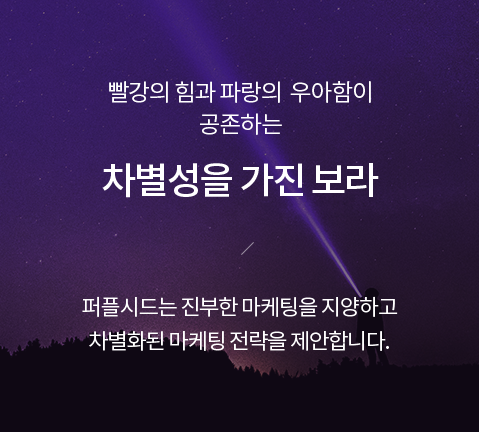 빨강의 힘과 파랑의 우아함이
공존하는
차별성을 가진 보라
퍼플시드는 진부한 마케팅을 지양하고
차별화된 마케팅 전략을 제안합니다.